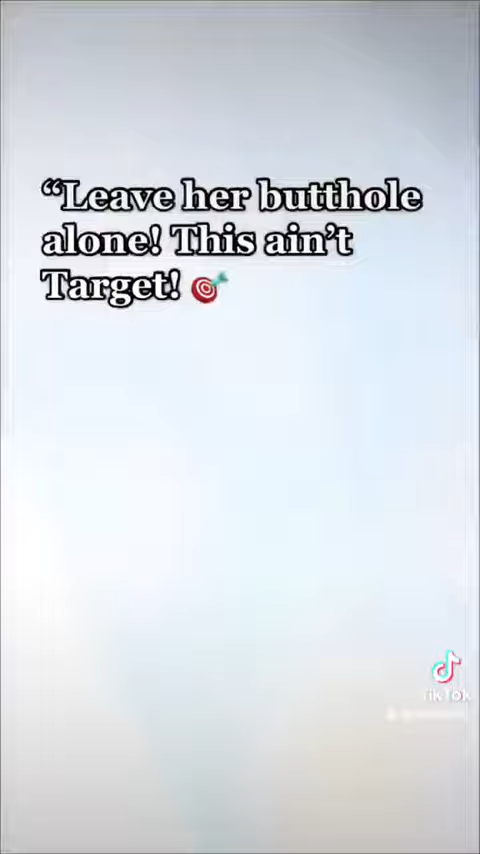 “Leave her butthole
alone! This ain’t
Target! 🎯
TikTok